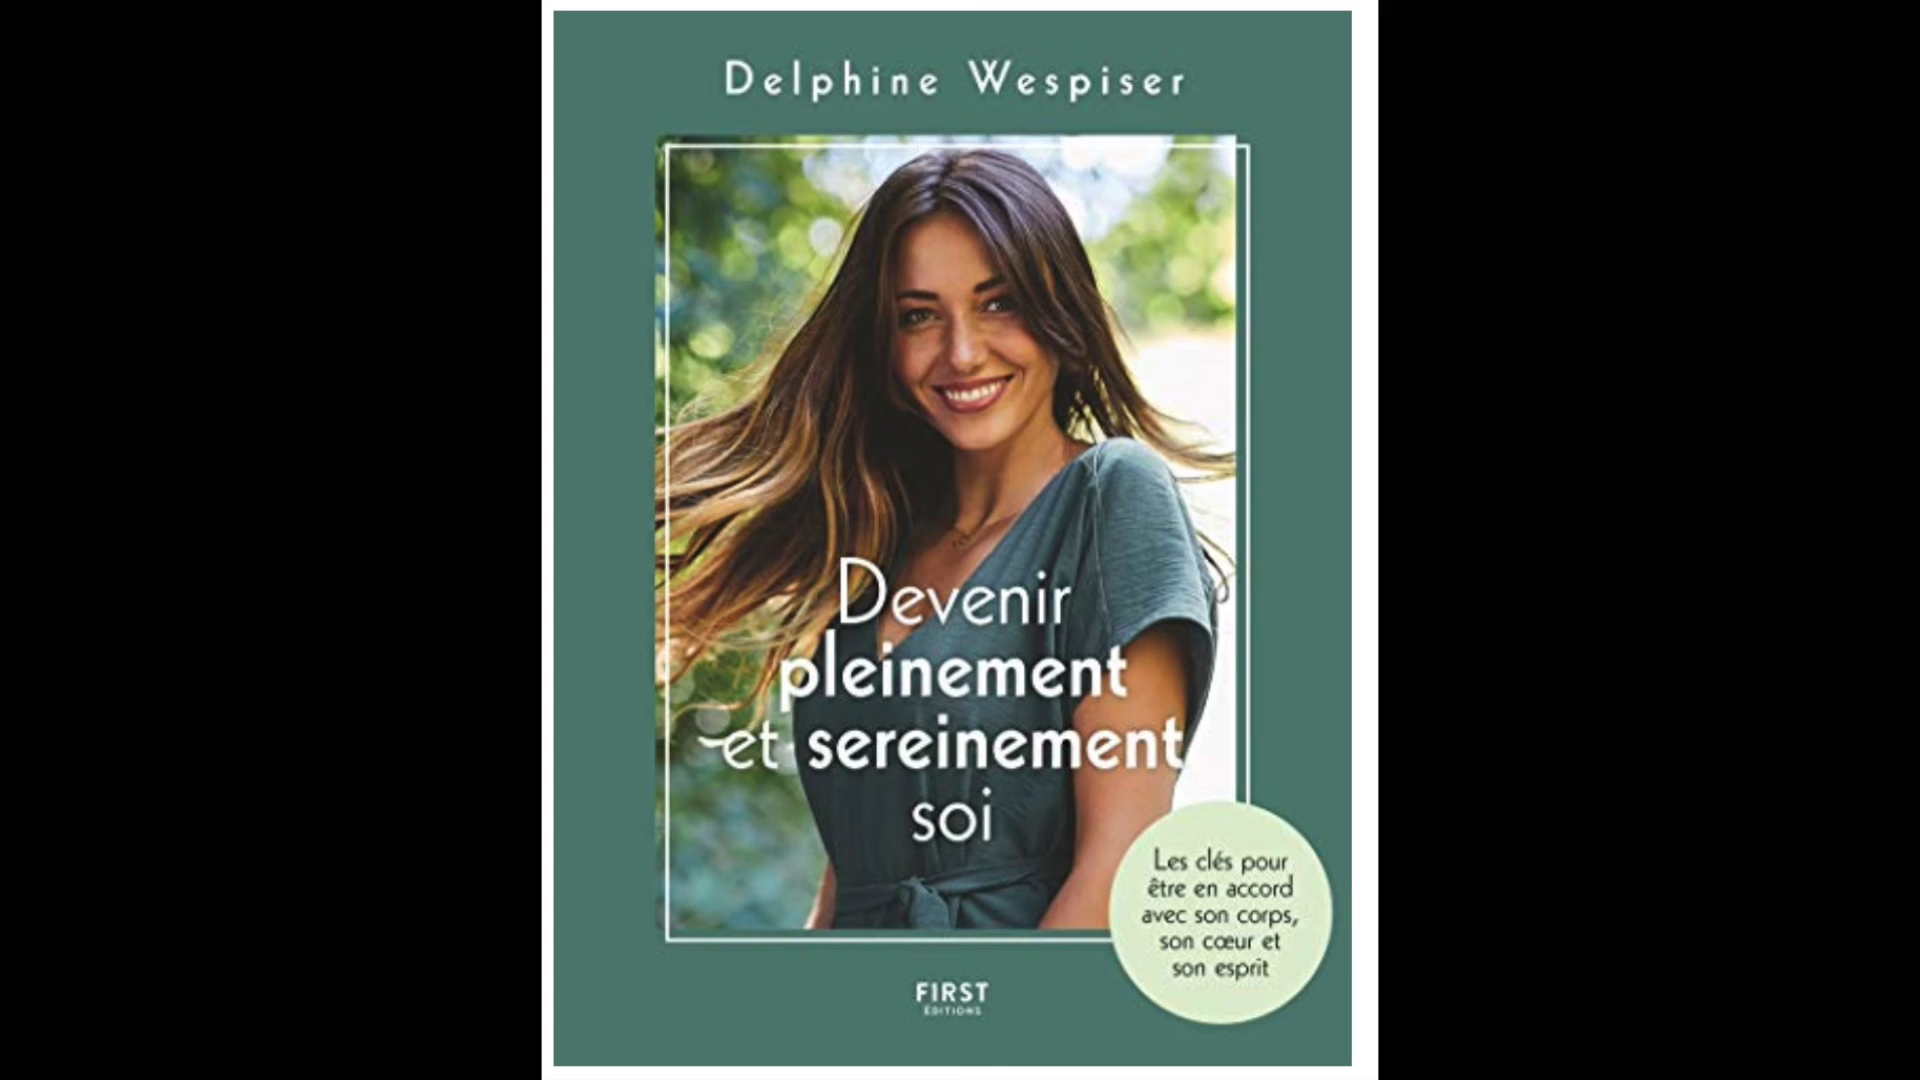 Delphine Wespiser
Devenir
pleinement
et sereinement
soi
Les clés pour
être en accord
avec son corps,
son cœur et
son esprit
FIRST
ÉDITIONS